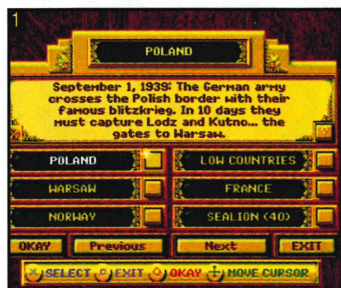 1
POLAND
September 1, 1939: The German army
crosses the Polish border with their
famous blitzkrieg. In 10 days they
must capture Lodz and Kutno... the
gates to Warsaw.
POLAND
LOW COUNTRIES
WARSAW
FRANCE
NORWAY
SEALION (40)
OKAY Previous Next EXIT
SELECT EXIT OKAY MOVE CURSOR